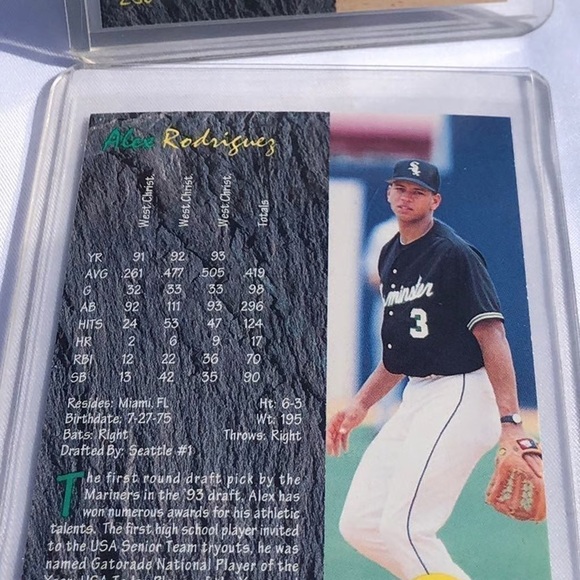 Alex Rodriguez
West.Christ. West.Christ. West.Christ. Totals
YR 91 92 93
AVG 261 477 505 419
G 32 33 33 98
AB 92 111 93 296
HITS 24 53 47 124
HR 2 6 9 17
RBI 12 22 36 70
SB 13 42 35 90
Resides: Miami, FL Ht: 6-3
Birthdate: 7-27-75 Wt: 195
Bats: Right Throws: Right
Drafted By: Seattle #1
The first round draft pick by the
Mariners in the '93 draft, Alex has
won numerous awards for his athletic
talents. The first high school player invited
to the USA Senior Team tryouts, he was
named Gatorade National Player of the
minster
3